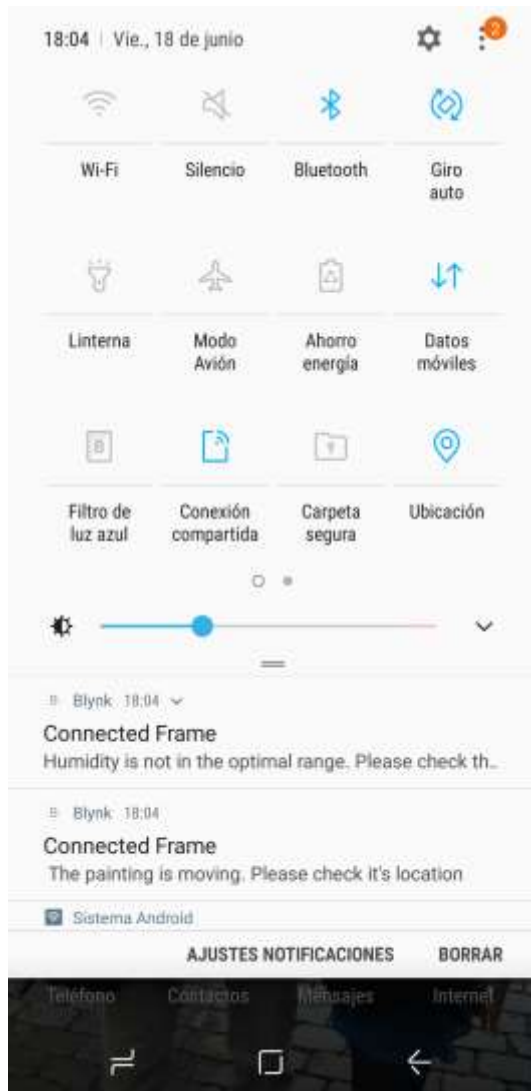 18:04 | Vie., 18 de junio
2
Wi-Fi
Silencio
Bluetooth
Giro
auto
Linterna
Modo
Avión
Ahorro
energía
Datos
móviles
B
Filtro de
luz azul
Conexión
compartida
Carpeta
segura
Ubicación
Blynk 18:04
Connected Frame
Humidity is not in the optimal range. Please check th..
Blynk 18:04
Connected Frame
The painting is moving. Please check it's location
Sistema Android
AJUSTES NOTIFICACIONES BORRAR
Teléfono Contactos Mensajes Internet